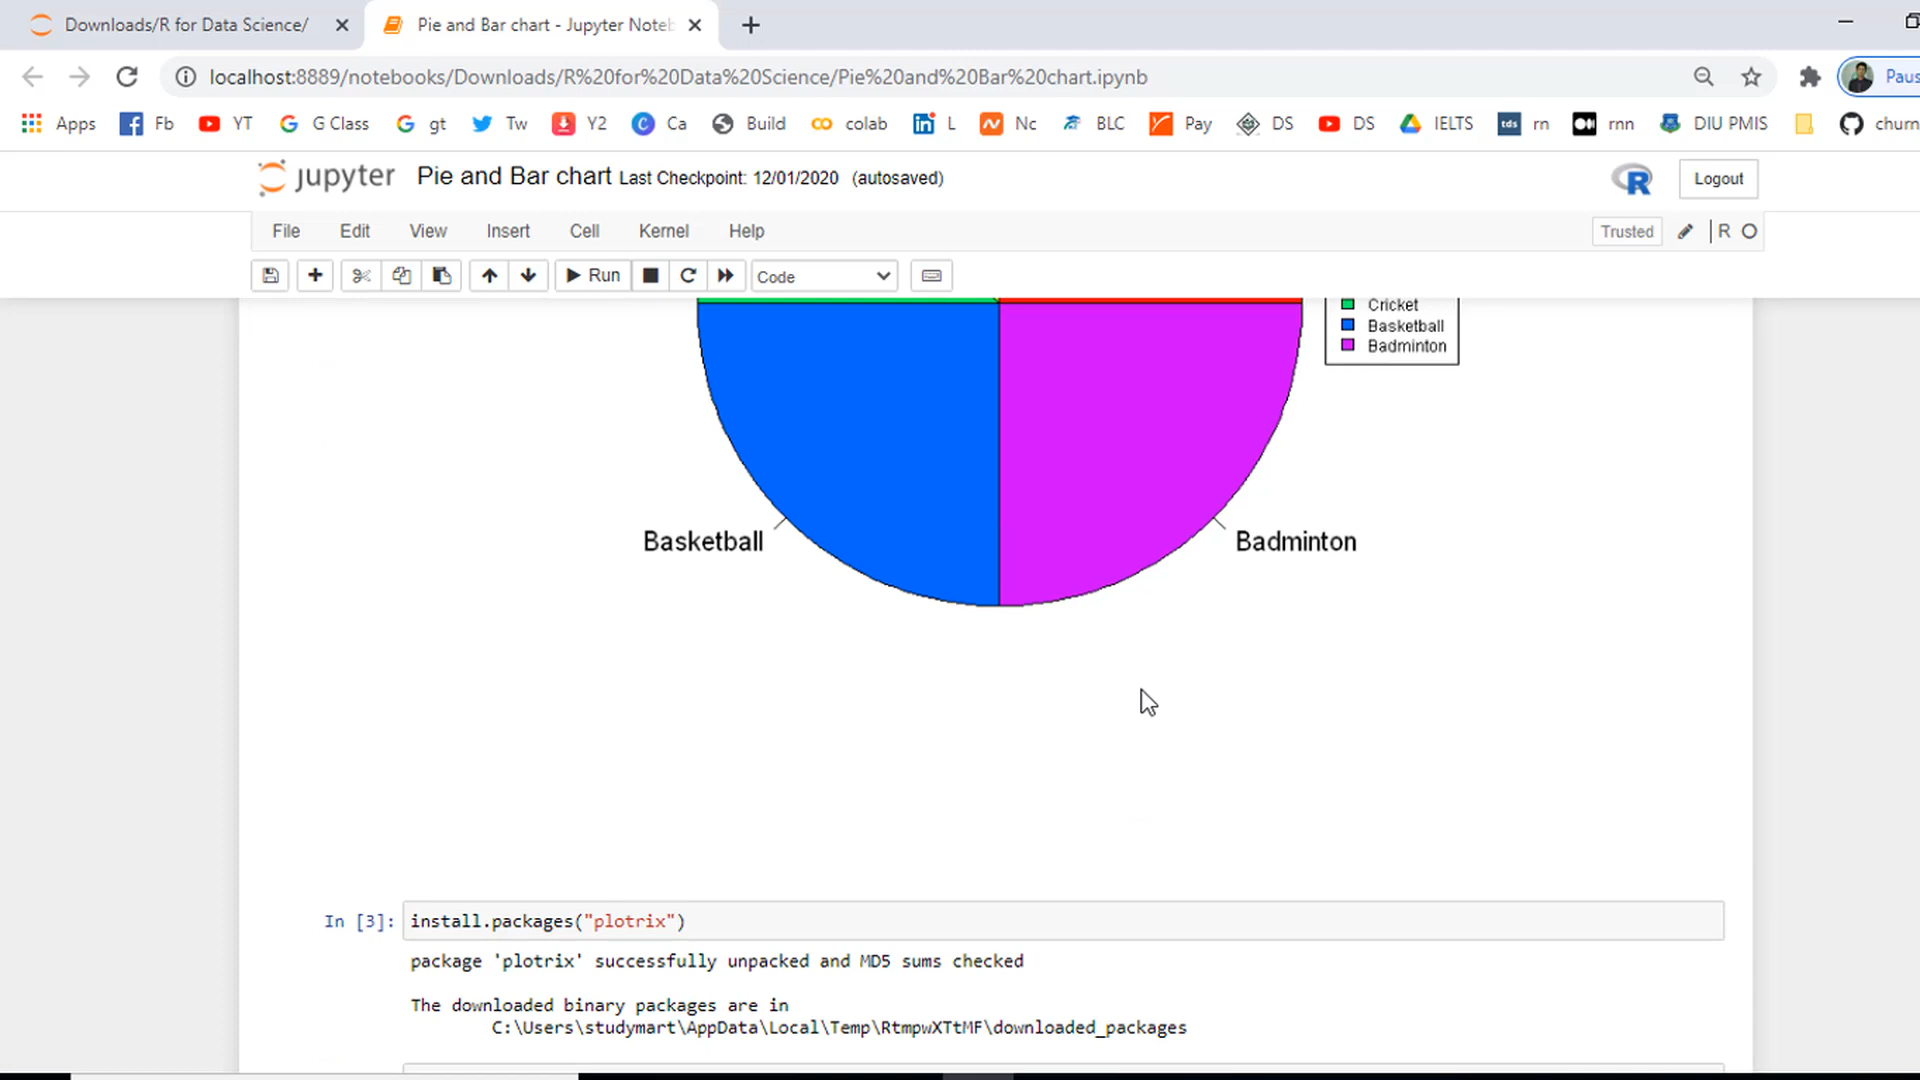 Downloads/R for Data Science/
Pie and Bar chart - Jupyter Noteb
localhost:8889/notebooks/Downloads/R%20for%20Data%20Science/Pie%20and%20Bar%20chart.ipynb
Paus
Apps Fb YT G Class gt Tw Y2 Ca Build colab L Nc BLC Pay DS DS IELTS tds rn rnn DIU PMIS churn
jupyter Pie and Bar chart Last Checkpoint: 12/01/2020 (autosaved)
R
Logout
File Edit View Insert Cell Kernel Help
Trusted
R
Run
Code
Cricket
Basketball
Badminton
Basketball
Badminton
In [3]: install.packages("plotrix")
package 'plotrix' successfully unpacked and MD5 sums checked
The downloaded binary packages are in
C:\Users\studymart\AppData\Local\Temp\RtmpwXTtMF\downloaded_packages